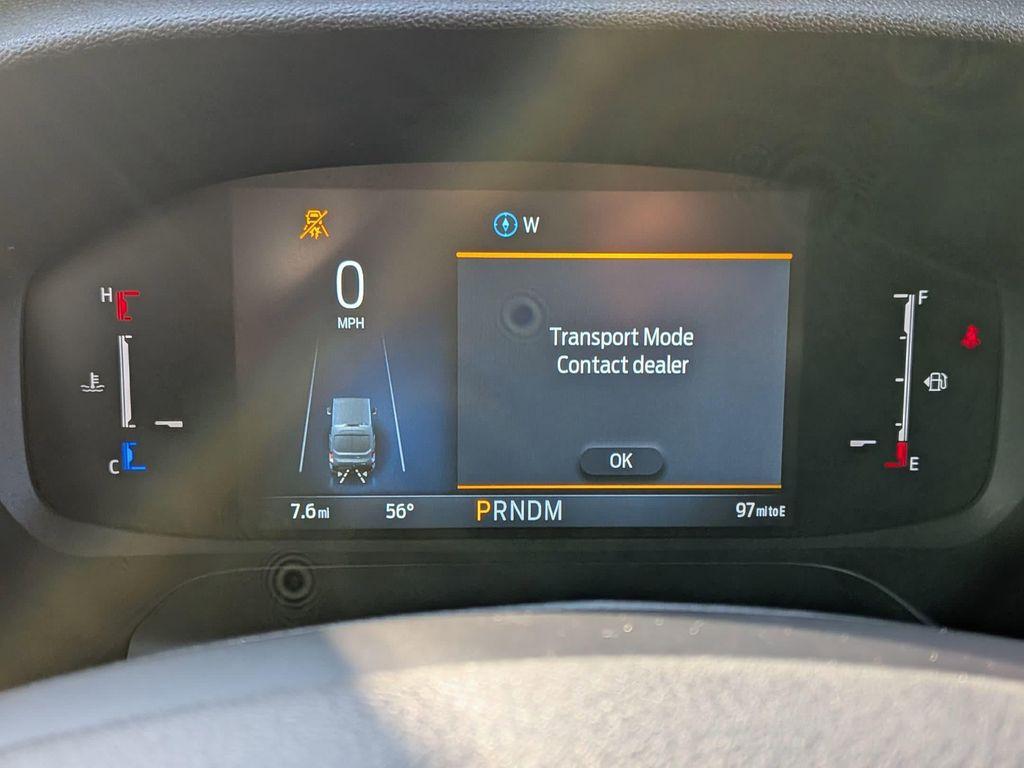 W
0
MPH
H
C
Transport Mode
Contact dealer
OK
F
E
7.6 mi 56° PRNDM 97 mi to E